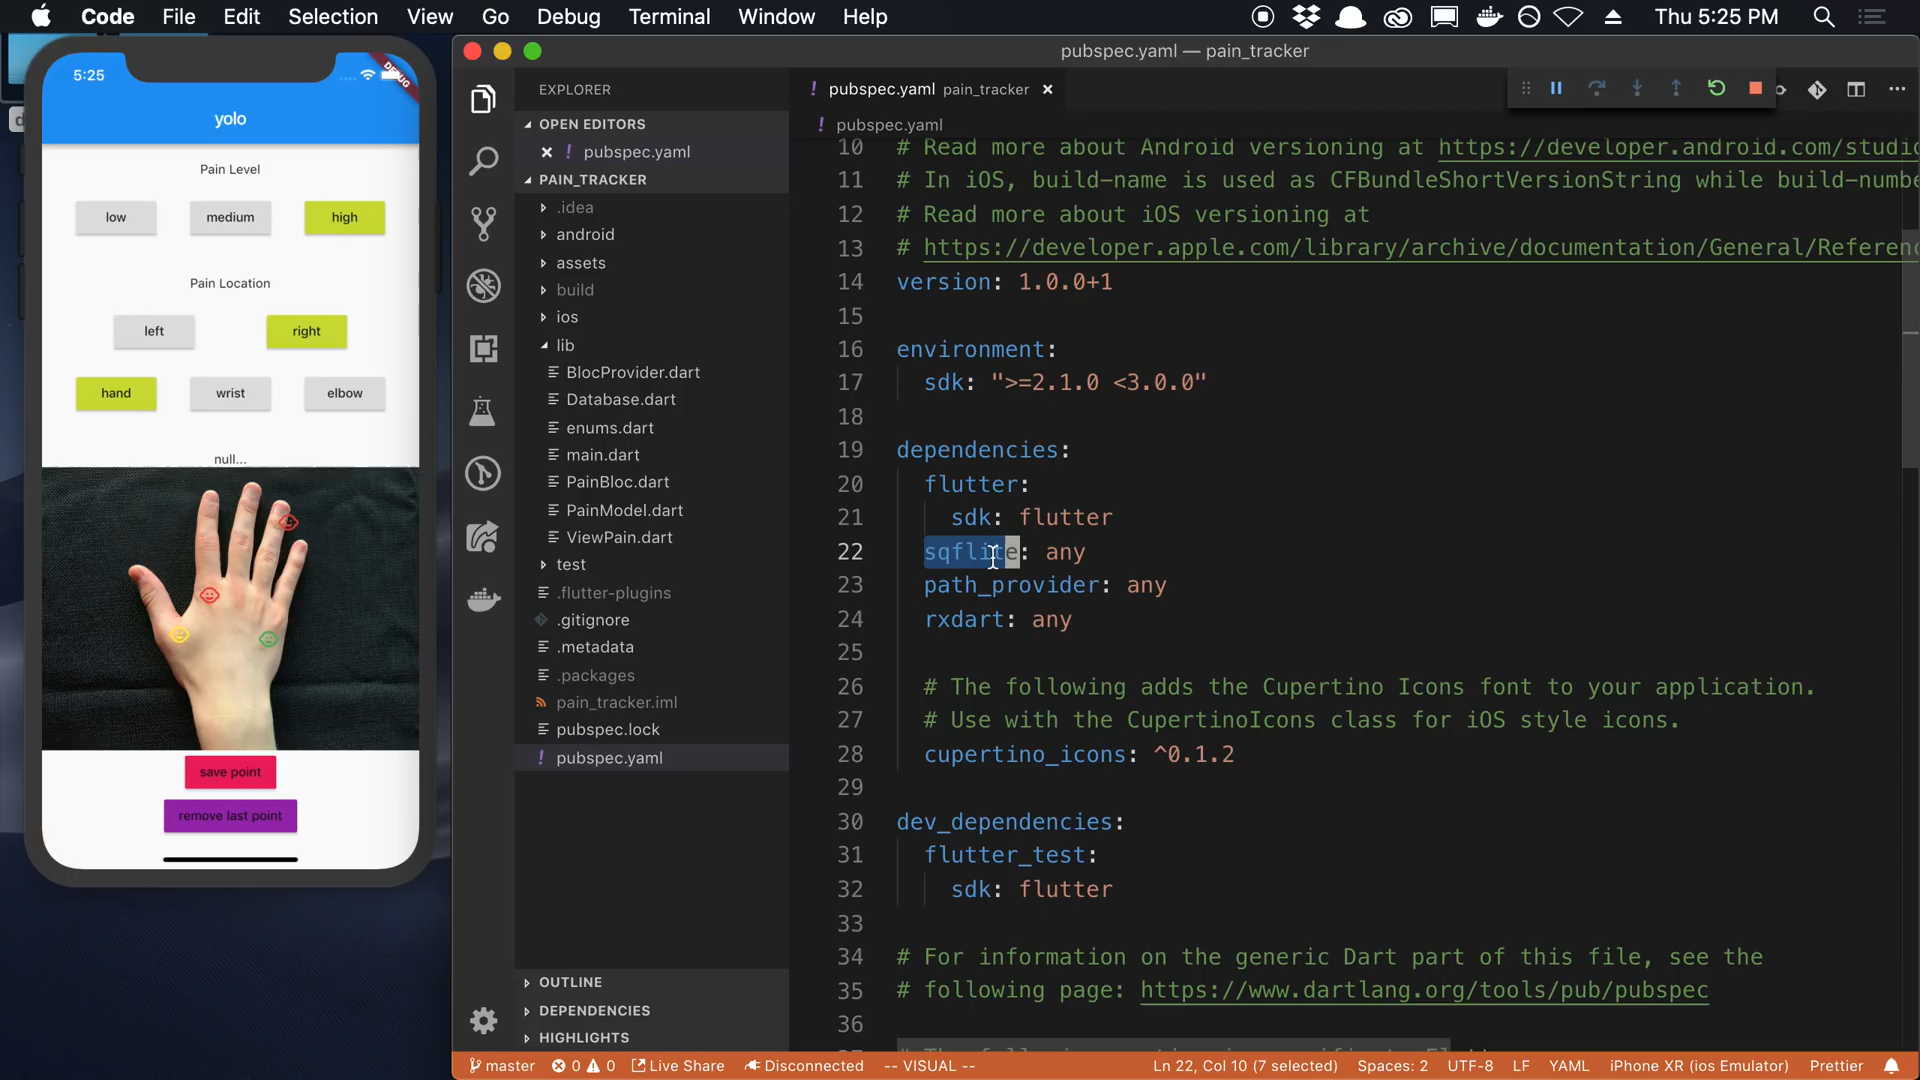 Code File Edit Selection View Go Debug Terminal Window Help
Thu 5:25 PM
5:25
DEBUG
yolo
Pain Level
low medium high
Pain Location
left right
hand wrist elbow
null...
save point
remove last point
pubspec.yaml — pain_tracker
EXPLORER
OPEN EDITORS
pubspec.yaml
PAIN_TRACKER
.idea
android
assets
build
ios
lib
BlocProvider.dart
Database.dart
enums.dart
main.dart
PainBloc.dart
PainModel.dart
ViewPain.dart
test
.flutter-plugins
.gitignore
.metadata
.packages
pain_tracker.iml
pubspec.lock
pubspec.yaml
OUTLINE
DEPENDENCIES
HIGHLIGHTS
pubspec.yaml pain_tracker
pubspec.yaml
10 # Read more about Android versioning at https://developer.android.com/studio
11 # In iOS, build-name is used as CFBundleShortVersionString while build-numbe
12 # Read more about iOS versioning at
13 # https://developer.apple.com/library/archive/documentation/General/Referenc
14 version: 1.0.0+1
15
16 environment:
17 sdk: ">=2.1.0 <3.0.0"
18
19 dependencies:
20 flutter:
21 sdk: flutter
22 sqflite: any
23 path_provider: any
24 rxdart: any
25
26 # The following adds the Cupertino Icons font to your application.
27 # Use with the CupertinoIcons class for iOS style icons.
28 cupertino_icons: ^0.1.2
29
30 dev_dependencies:
31 flutter_test:
32 sdk: flutter
33
34 # For information on the generic Dart part of this file, see the
35 # following page: https://www.dartlang.org/tools/pub/pubspec
36
master 0 0 Live Share Disconnected -- VISUAL -- Ln 22, Col 10 (7 selected) Spaces: 2 UTF-8 LF YAML iPhone XR (ios Emulator) Prettier